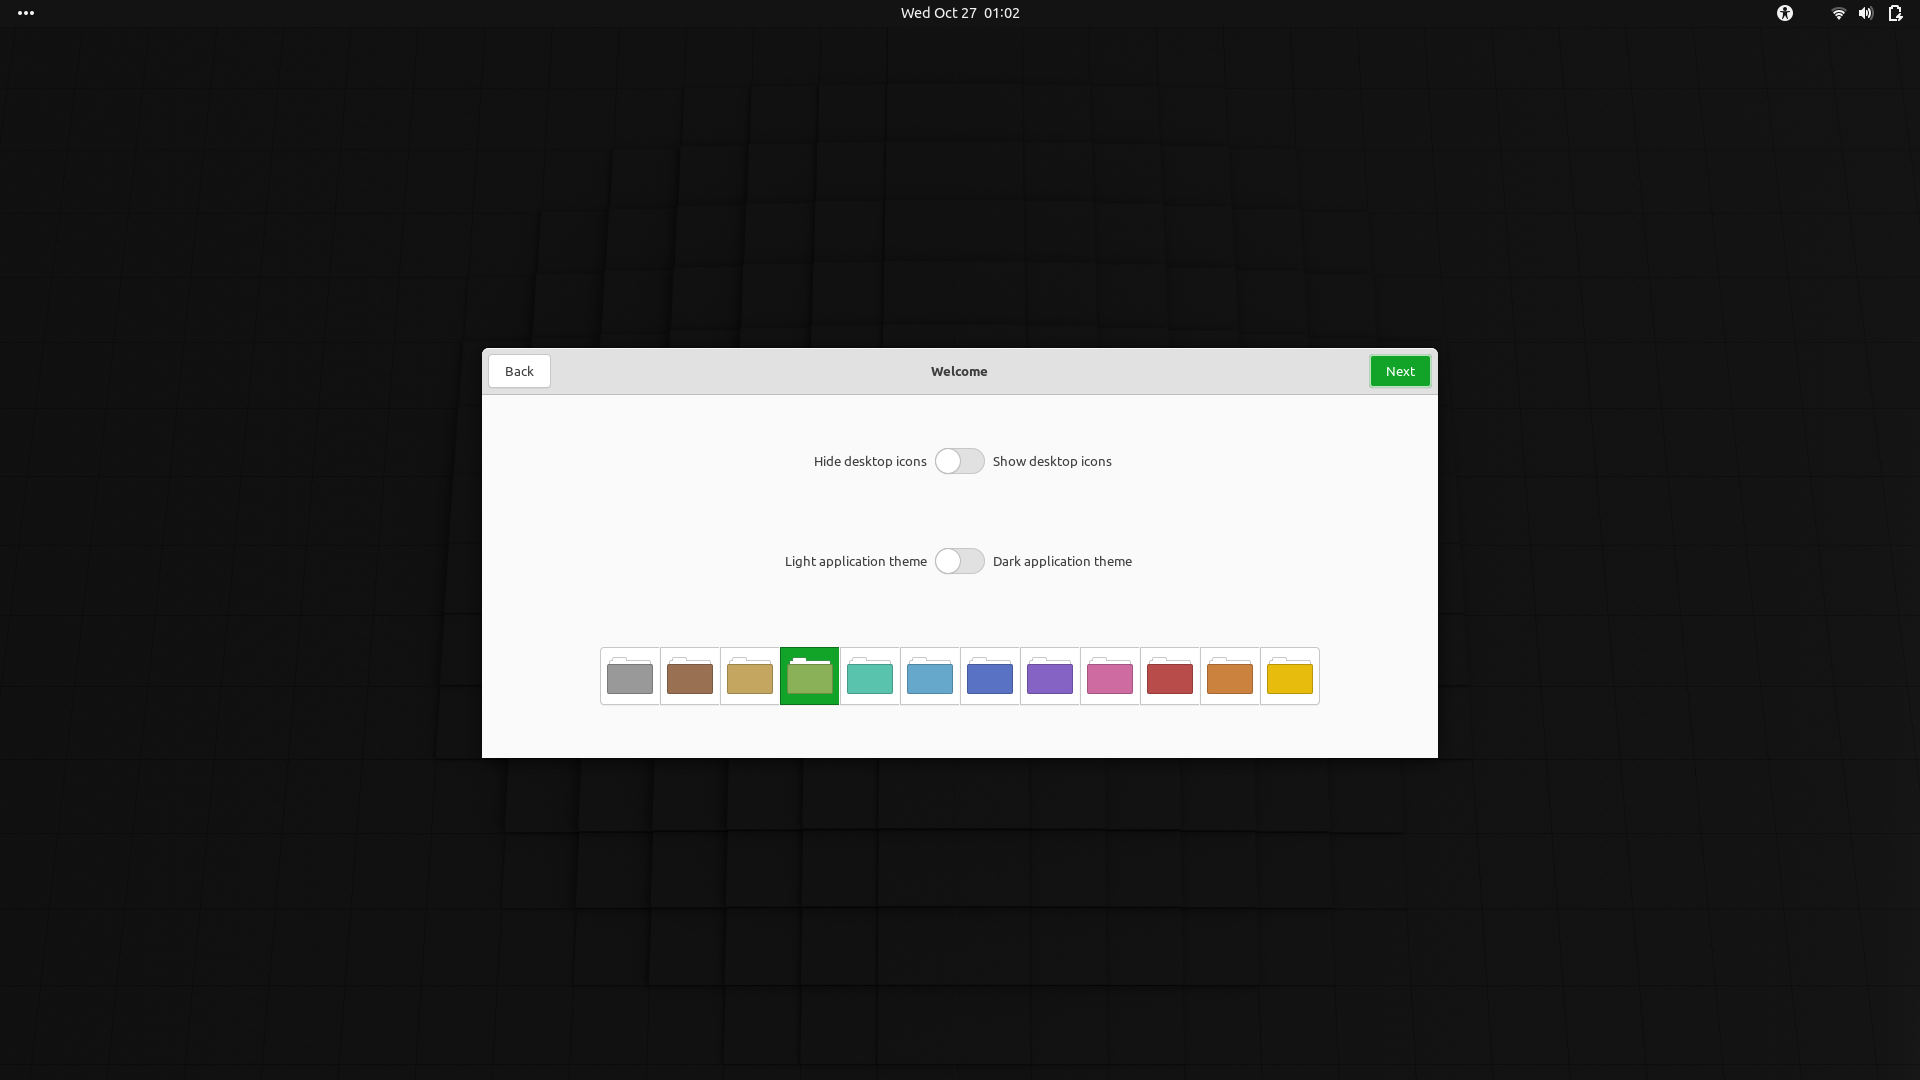 Wed Oct 27 01:02
Back
Welcome
Next
Hide desktop icons
Show desktop icons
Light application theme
Dark application theme